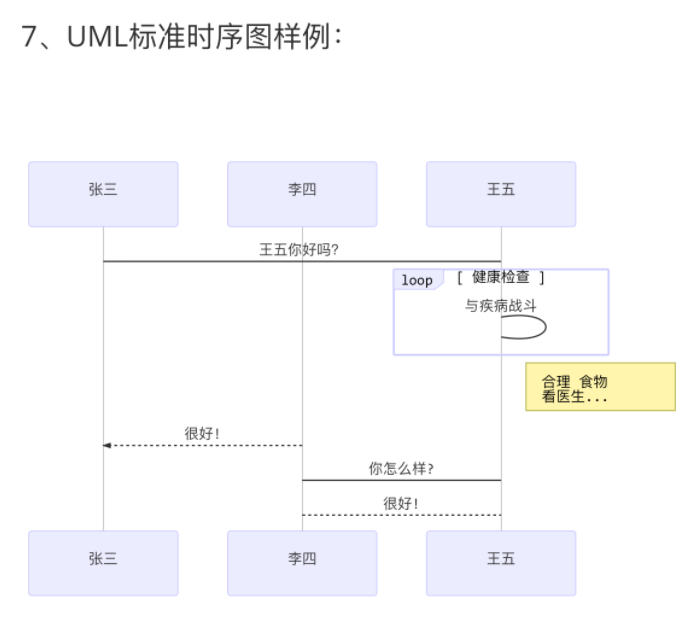 7、UML标准时序图样例：
张三
李四
王五
王五你好吗？
loop
[ 健康检查 ]
与疾病战斗
合理 食物
看医生...
很好！
你怎么样?
很好！
张三
李四
王五